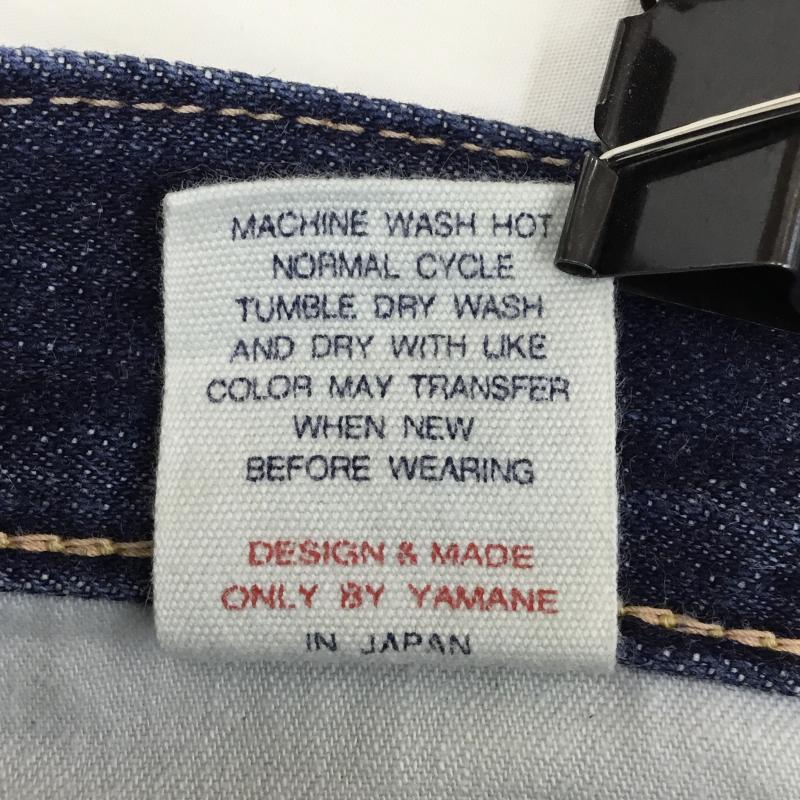 MACHINE WASH HOT
NORMAL CYCLE
TUMBLE DRY WASH
AND DRY WITH LIKE
COLOR MAY TRANSFER
WHEN NEW
BEFORE WEARING
DESIGN & MADE
ONLY BY YAMANE
IN JAPAN